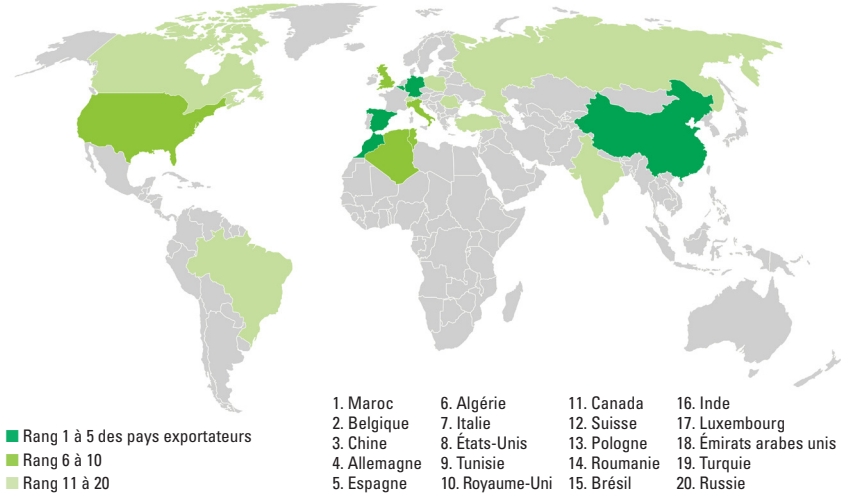 Rang 1 à 5 des pays exportateurs
Rang 6 à 10
Rang 11 à 20
1. Maroc
2. Belgique
3. Chine
4. Allemagne
5. Espagne
6. Algérie
7. Italie
8. États-Unis
9. Tunisie
10. Royaume-Uni
11. Canada
12. Suisse
13. Pologne
14. Roumanie
15. Brésil
16. Inde
17. Luxembourg
18. Émirats arabes unis
19. Turquie
20. Russie